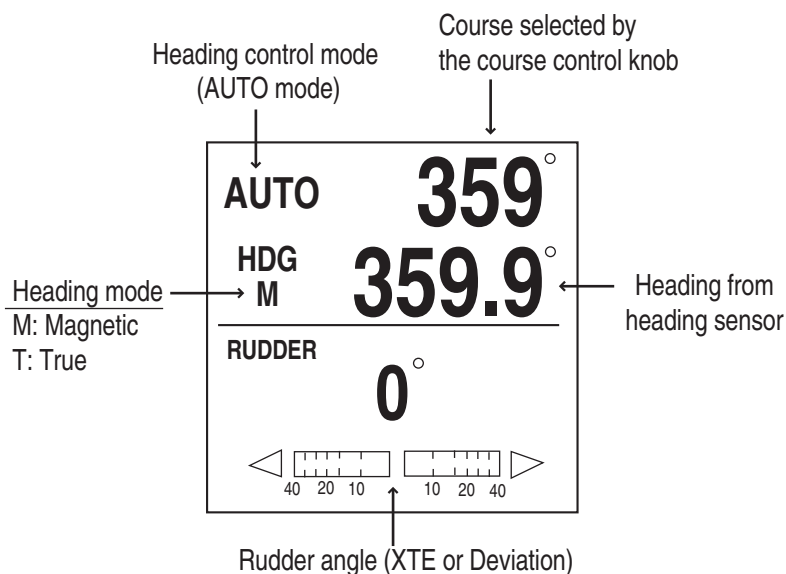 Course selected by
the course control knob
Heading control mode
(AUTO mode)
AUTO 359°
HDG
M 359.9°
Heading mode
M: Magnetic
T: True
Heading from
heading sensor
RUDDER
0°
40 20 10 10 20 40
Rudder angle (XTE or Deviation)